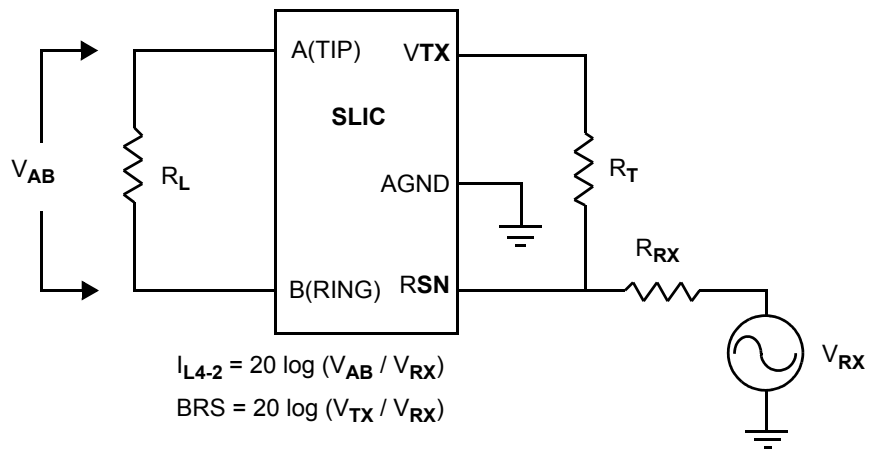 A(TIP)
VTX
SLIC
VAB
RL
AGND
RT
RRX
B(RING)
RSN
VRX
IL4-2 = 20 log (VAB / VRX)
BRS = 20 log (VTX / VRX)